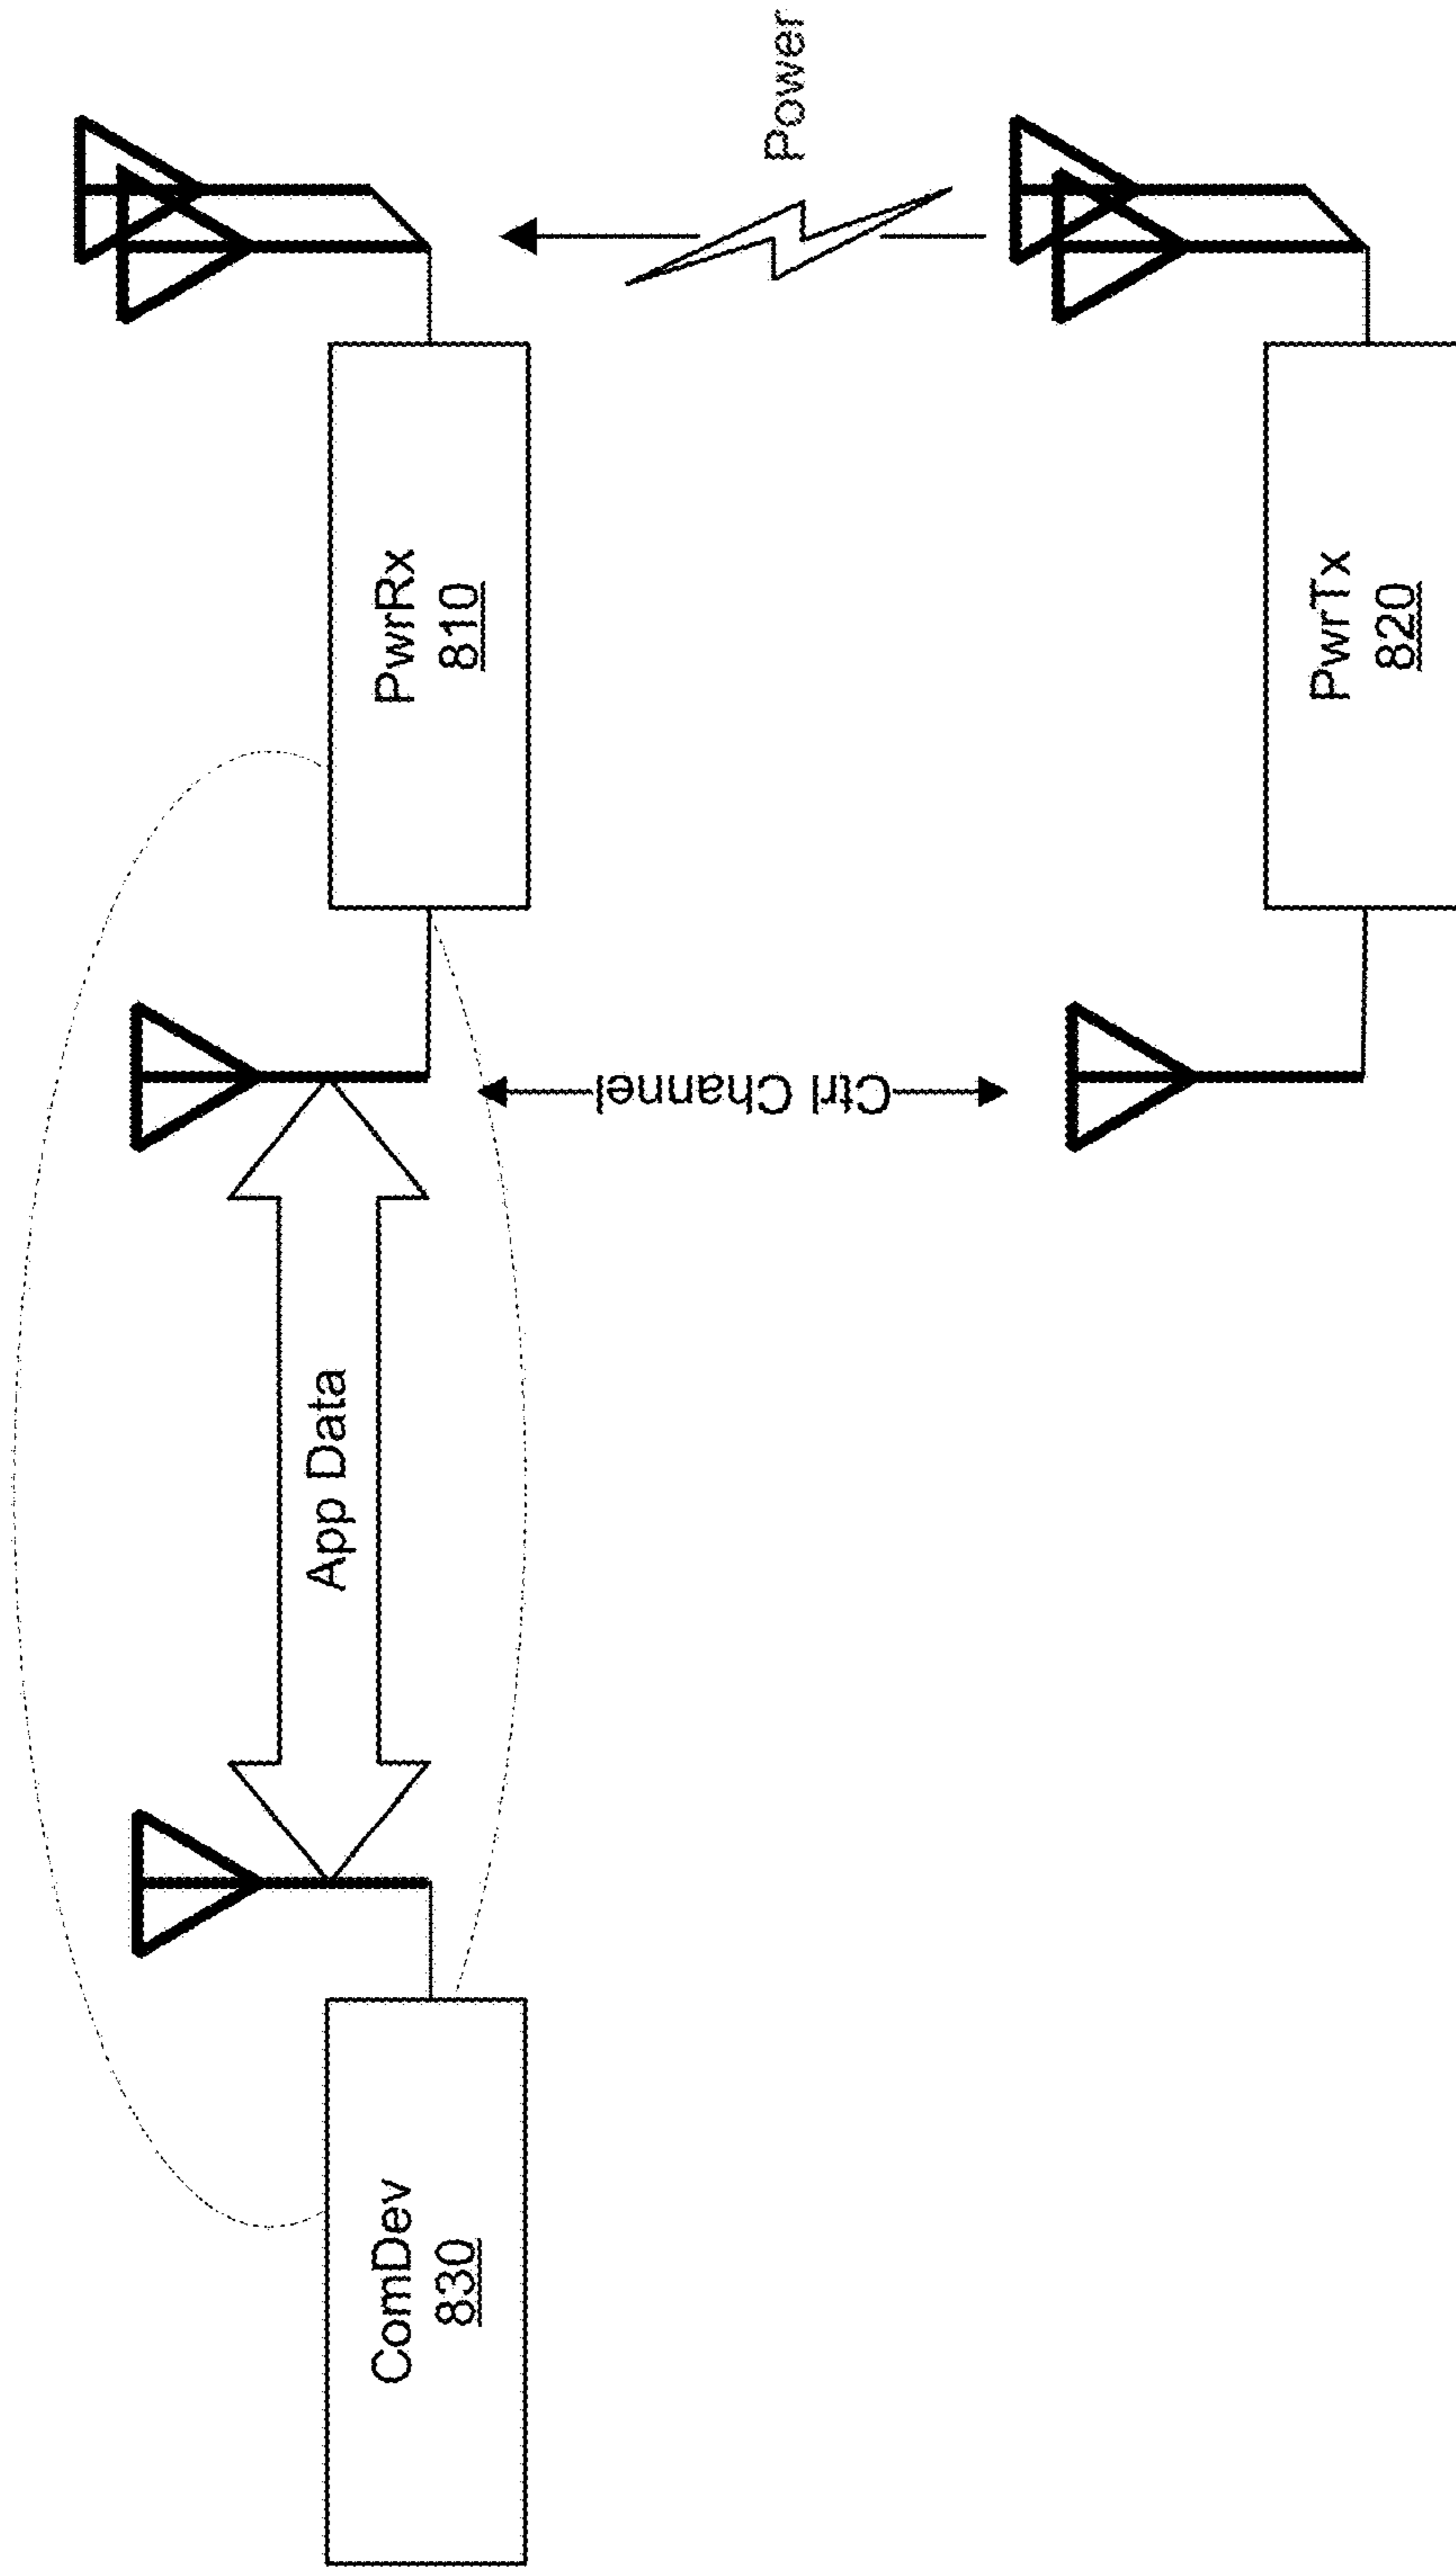 ComDev
830
App Data
PwrRx
810
Ctrl Channel
Power
PwrTx
820